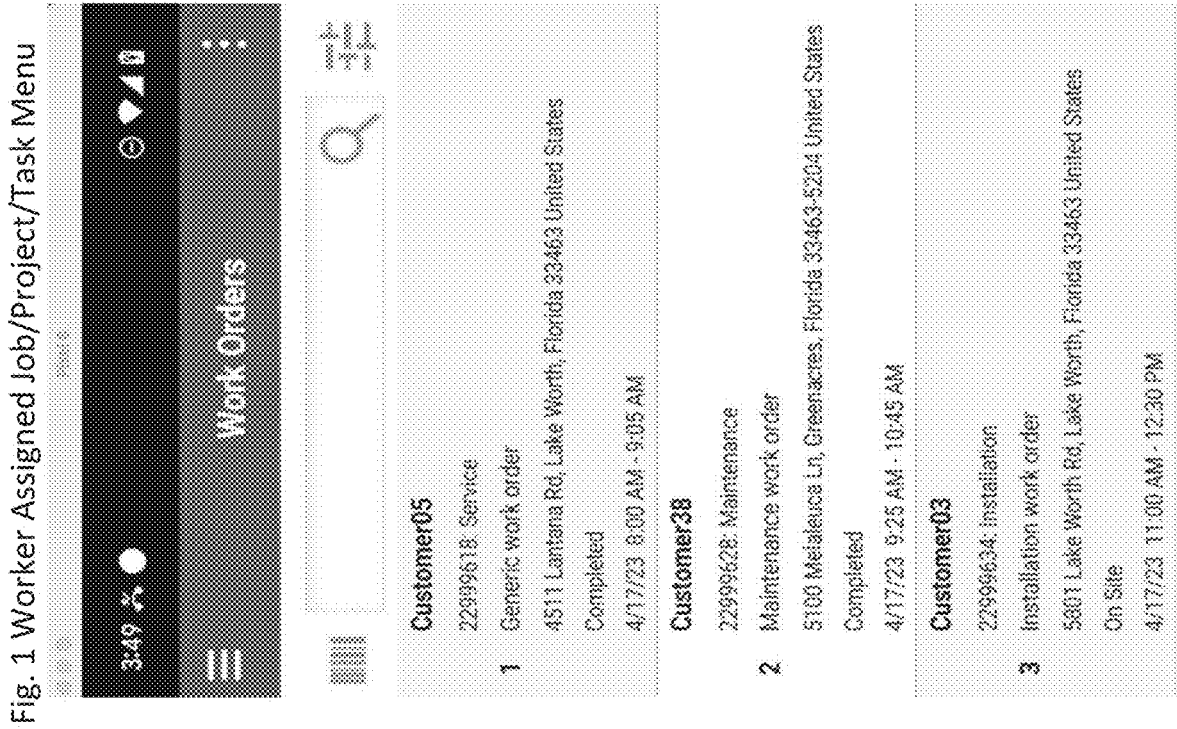 Fig. 1 Worker Assigned Job/Project/Task Menu
3:49
Work Orders
1
Customer05
22999618: Service
Generic work order
4511 Lantana Rd, Lake Worth, Florida 33463 United States
Completed
4/17/23 8:00 AM - 9:05 AM
2
Customer38
22999628: Maintenance
Maintenance work order
5100 Melaleuca Ln, Greenacres, Florida 33463-5204 United States
Completed
4/17/23 9:25 AM - 10:45 AM
3
Customer03
22999634: Installation
Installation work order
5801 Lake Worth Rd, Lake Worth, Florida 33463 United States
On Site
4/17/23 11:00 AM - 12:30 PM